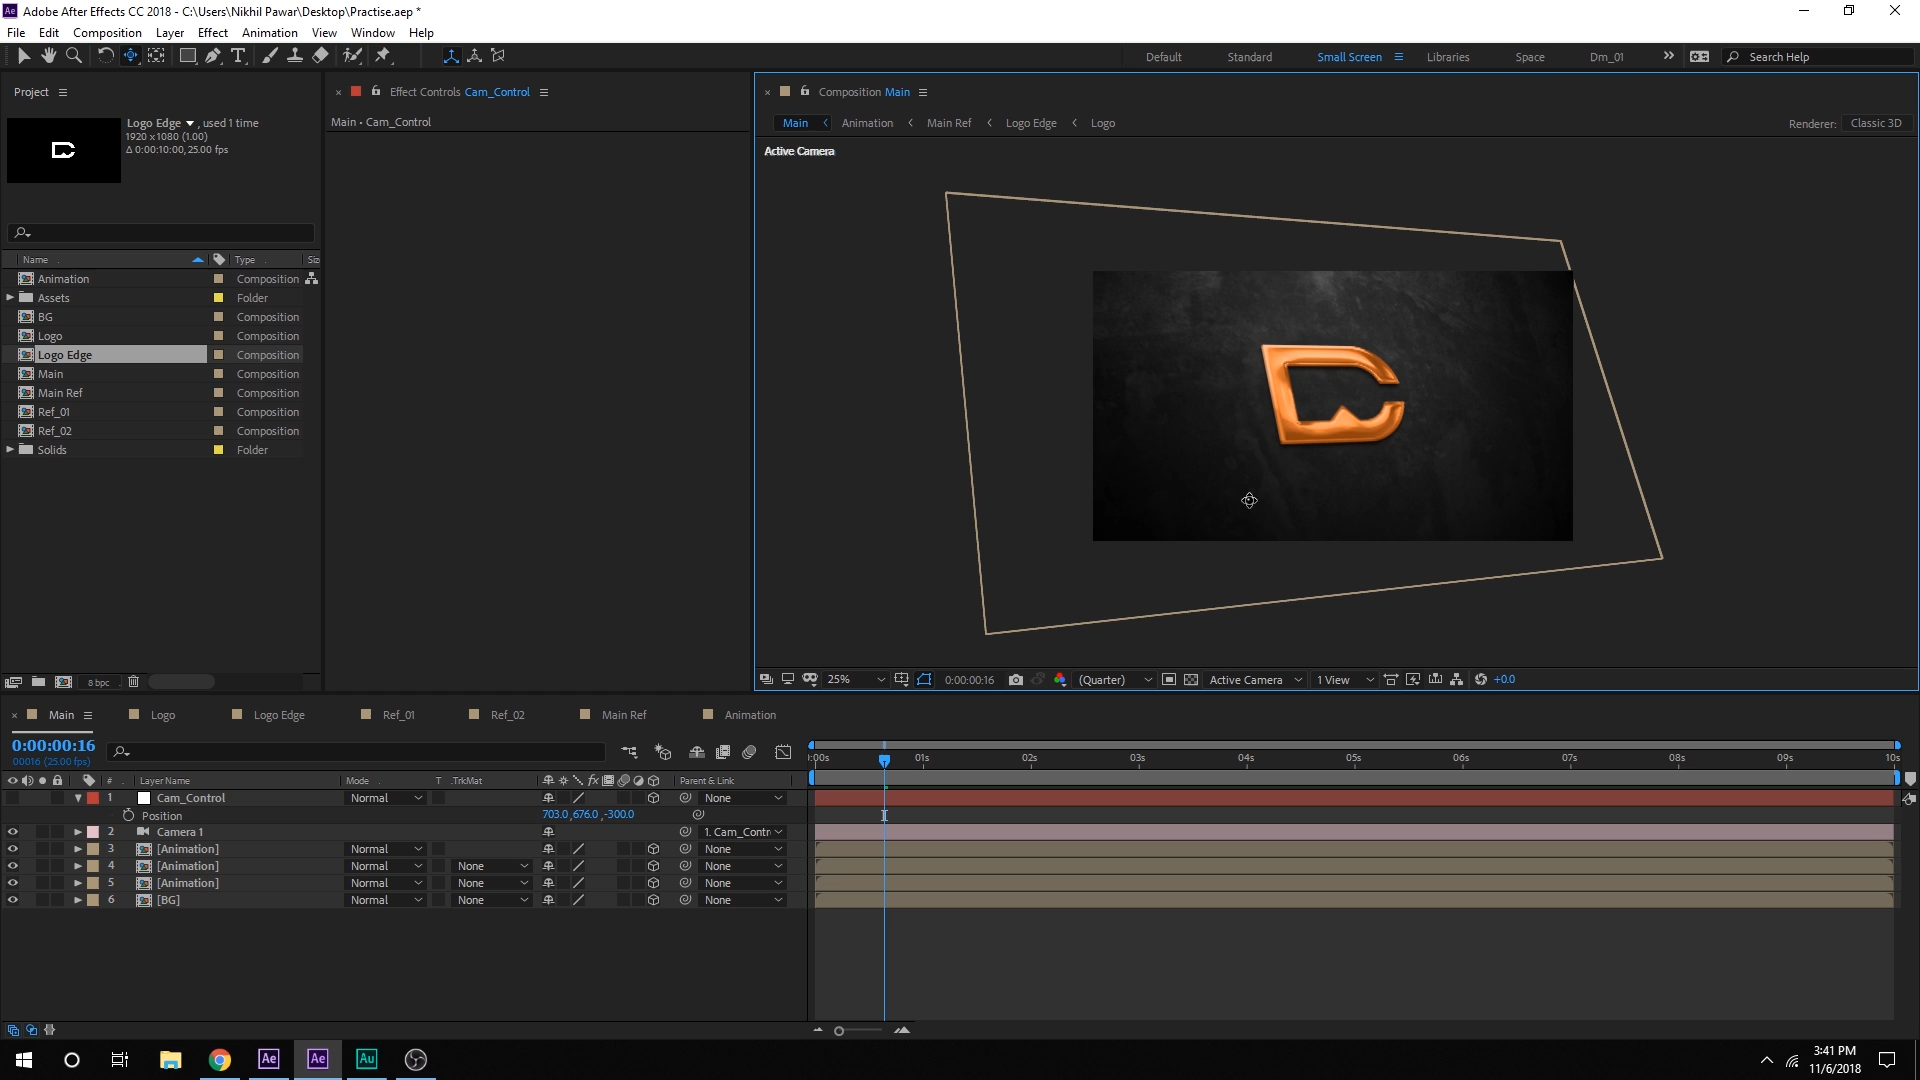 Ae Adobe After Effects CC 2018 - C:\Users\Nikhil Pawar\Desktop\Practise.aep *
File Edit Composition Layer Effect Animation View Window Help
Default Standard Small Screen Libraries Space Dm_01 Search Help
Project
Effect Controls Cam_Control
Composition Main
Logo Edge , used 1 time
1920 x 1080 (1.00)
Δ 0:00:10:00, 25.00 fps
Main • Cam_Control
Main Animation Main Ref Logo Edge Logo
Renderer: Classic 3D
Active Camera
Name Type Siz
Animation Composition
Assets Folder
BG Composition
Logo Composition
Logo Edge Composition
Main Composition
Main Ref Composition
Ref_01 Composition
Ref_02 Composition
Solids Folder
8 bpc
25% 0:00:00:16 (Quarter) Active Camera 1 View +0.0
Main Logo Logo Edge Ref_01 Ref_02 Main Ref Animation
0:00:00:16
00016 (25.00 fps)
:00s 01s 02s 03s 04s 05s 06s 07s 08s 09s 10s
# Layer Name Mode T .TrkMat fx Parent & Link
1 Cam_Control Normal None
Position 703.0,676.0,-300.0
2 Camera 1 1. Cam_Contr
3 [Animation] Normal None
4 [Animation] Normal None None
5 [Animation] Normal None None
6 [BG] Normal None None
Ae Ae Au
3:41 PM
11/6/2018